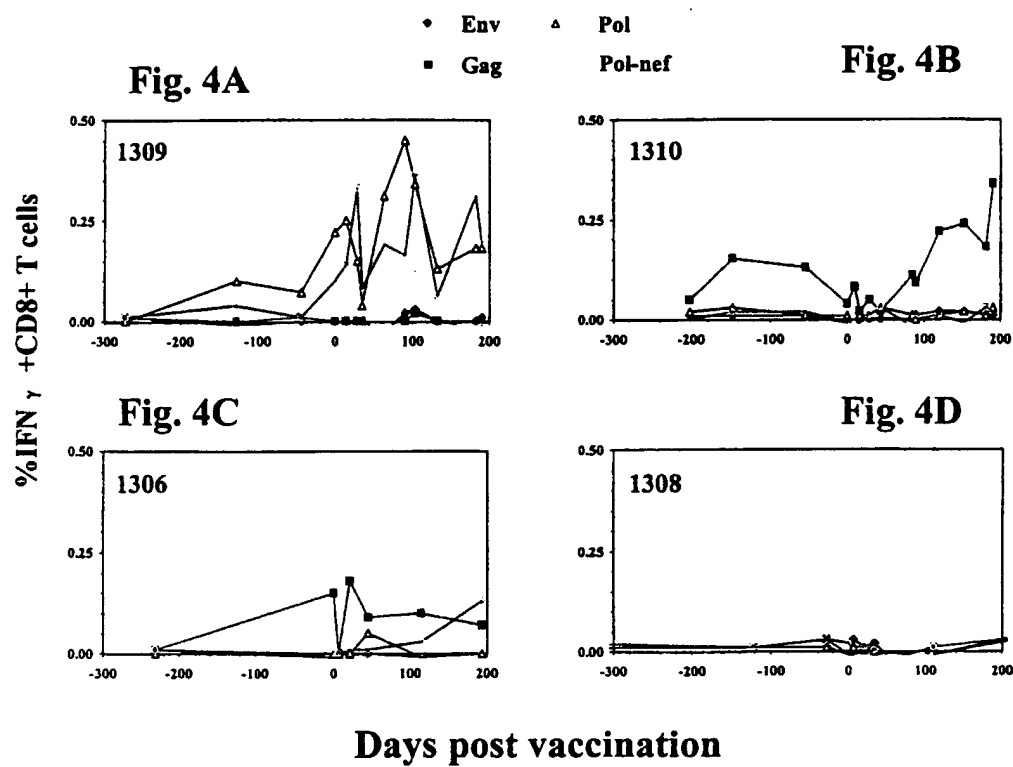 Env Pol
Gag Pol-nef
Fig. 4A
Fig. 4B
%IFN γ +CD8+ T cells
0.50
0.25
0.00
1309
-300 -200 -100 0 100 200
0.50
0.25
0.00
1310
-300 -200 -100 0 100 200
Fig. 4C
Fig. 4D
0.50
0.25
0.00
1306
-300 -200 -100 0 100 200
0.50
0.25
0.00
1308
-300 -200 -100 0 100 200
Days post vaccination